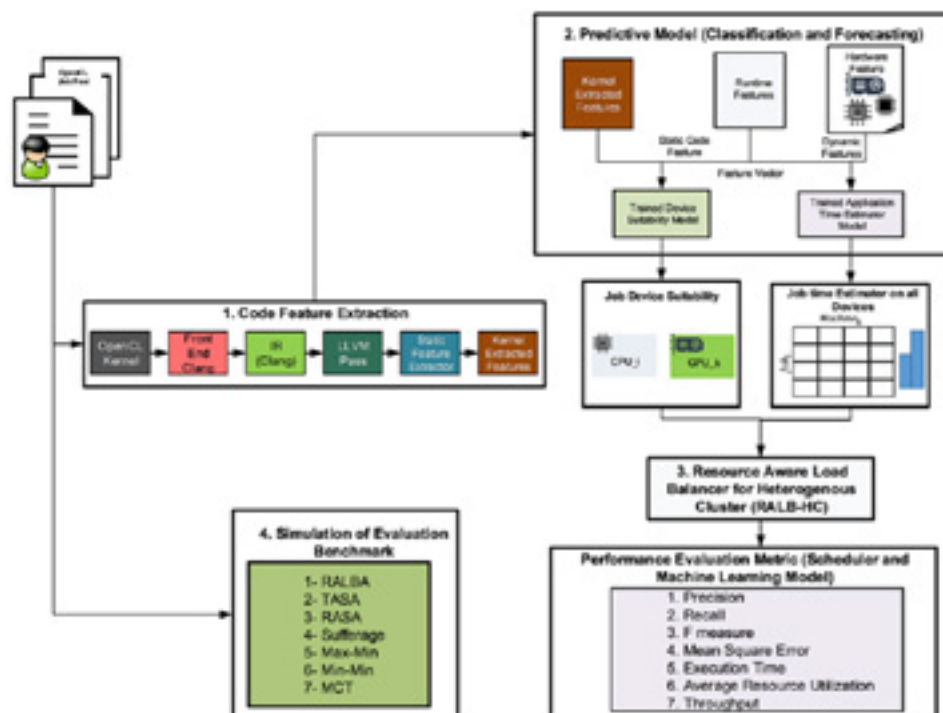 OpenCL
2. Predictive Model (Classification and Forecasting)
Kernel
Extracted
Features
Runtime
Features
Hardware
Feature
Static Code
Feature
Dynamic
Features
Feature Vector
Trained Device
Suitability Model
Trained Application
Time Estimator
Model
1. Code Feature Extraction
OpenCL
Kernel
Front
End
Clang
IR
(Clang)
LLVM
Pass
Static
Feature
Extractor
Kernel
Extracted
Features
Job Device Suitability
CPU_i
GPU_k
Job time Estimater on all
Devices
3. Resource Aware Load
Balancer for Heterogenous
Cluster (RALB-HC)
4. Simulation of Evaluation
Benchmark
1- RALBA
2- TASA
3- RASA
4- Sufferage
5- Max-Min
6- Min-Min
7- MCT
Performance Evaluation Metric (Scheduler and
Machine Learning Model)
1. Precision
2. Recall
3. F measure
4. Mean Square Error
5. Execution Time
6. Average Resource Utilization
7. Throughput